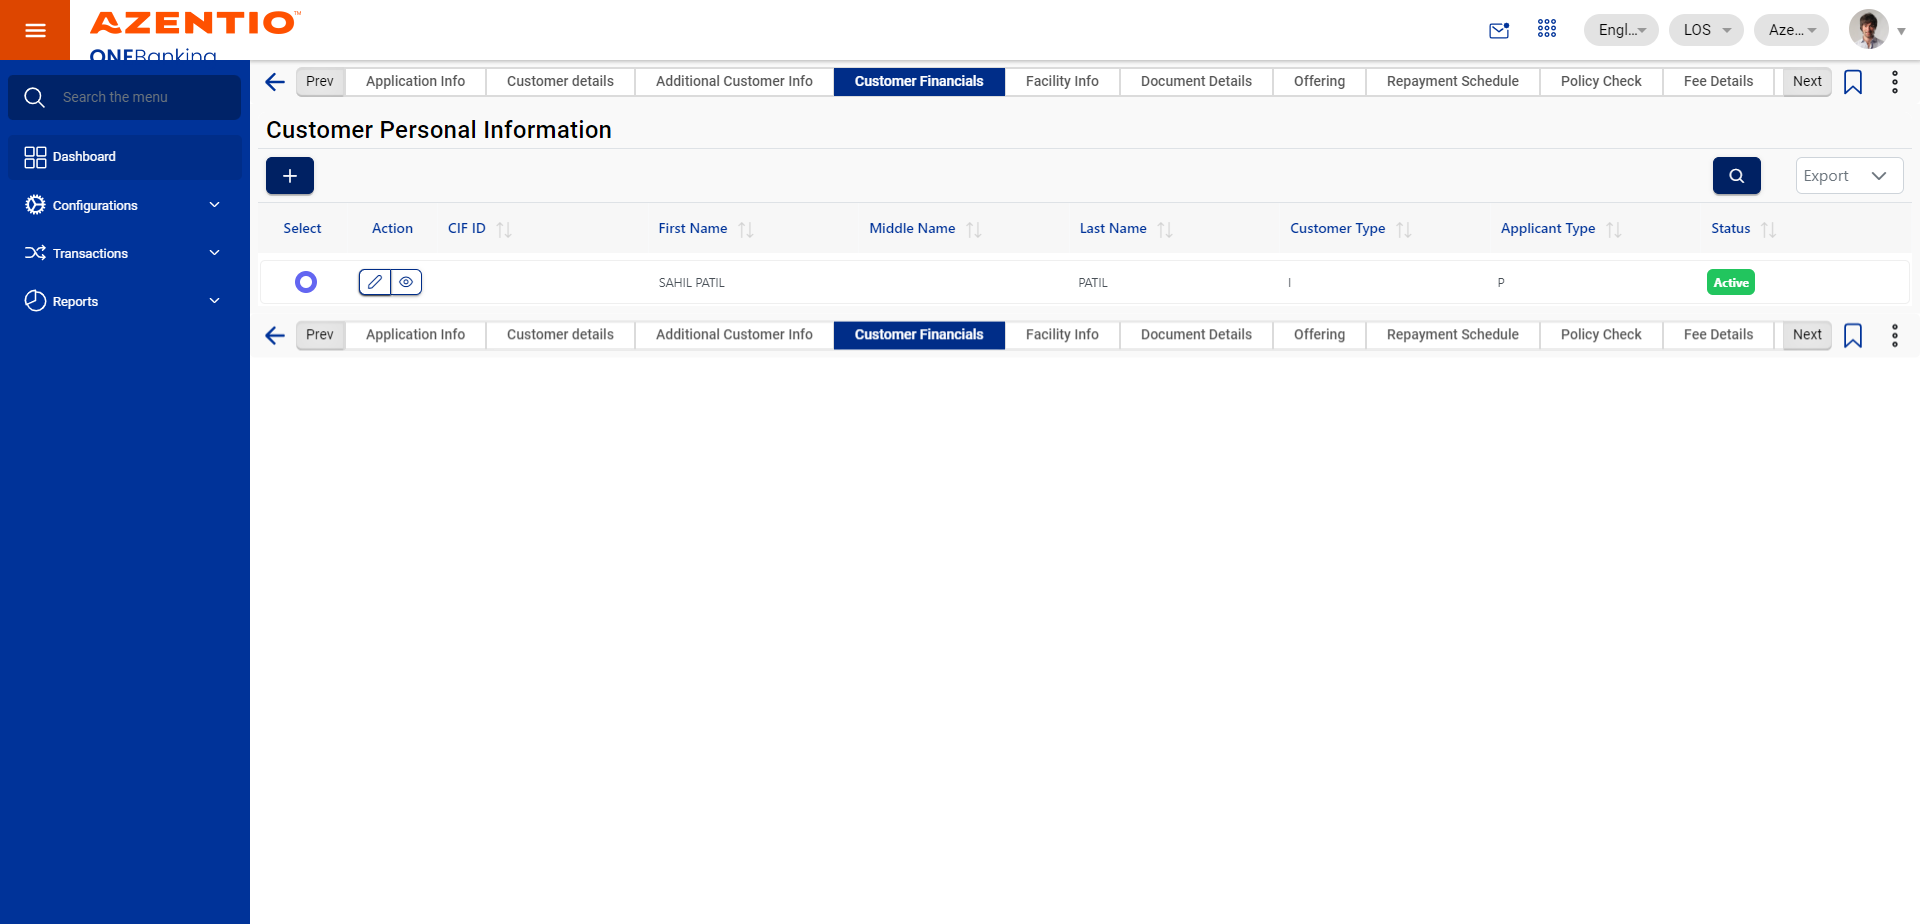 AZENTIO™
ONEBanking
Engl...
LOS
Aze...
Search the menu
Dashboard
Configurations
Transactions
Reports
Prev Application Info Customer details Additional Customer Info Customer Financials Facility Info Document Details Offering Repayment Schedule Policy Check Fee Details Next
Customer Personal Information
+
Export
Select Action CIF ID First Name Middle Name Last Name Customer Type Applicant Type Status
SAHIL PATIL PATIL I P Active
Prev Application Info Customer details Additional Customer Info Customer Financials Facility Info Document Details Offering Repayment Schedule Policy Check Fee Details Next